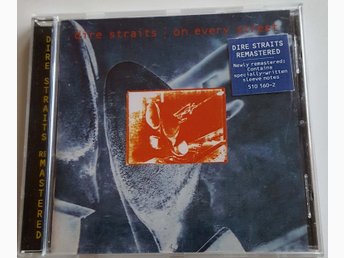 dire straits on every street
DIRE STRAITS
REMASTERED
Newly remastered:
Contains
specially-written
sleeve notes
510 160-2
DIRE STRAITS REMASTERED